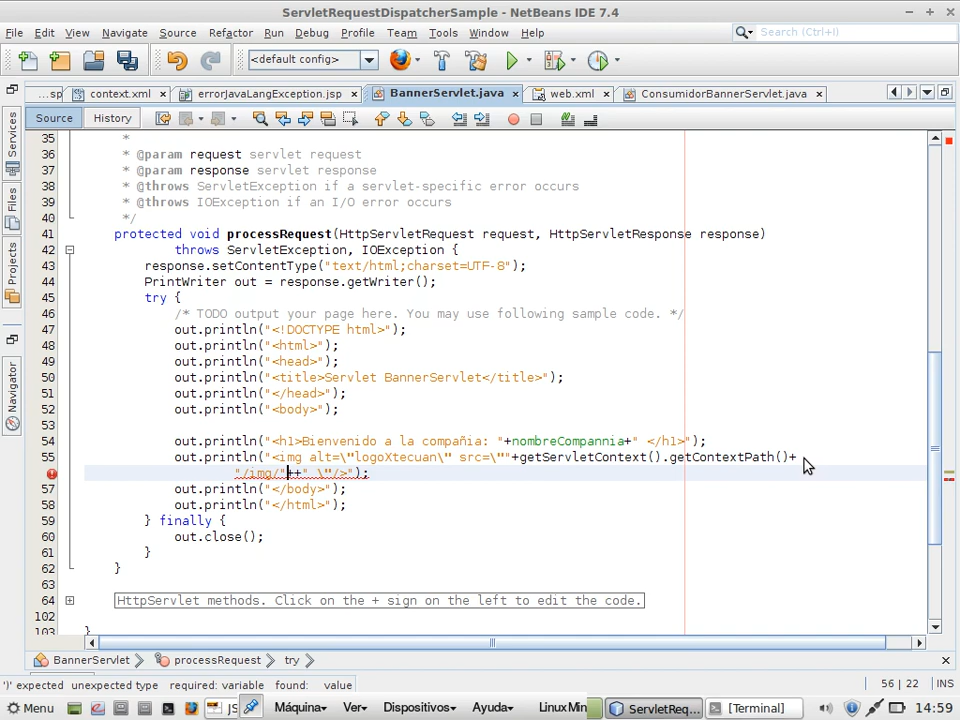 ServletRequestDispatcherSample - NetBeans IDE 7.4
File Edit View Navigate Source Refactor Run Debug Profile Team Tools Window Help
Search (Ctrl+I)
<default config>
...sp context.xml errorJavaLangException.jsp BannerServlet.java web.xml ConsumidorBannerServlet.java
Source History
Services
Files
Projects
Navigator
35 *
36 * @param request servlet request
37 * @param response servlet response
38 * @throws ServletException if a servlet-specific error occurs
39 * @throws IOException if an I/O error occurs
40 */
41 protected void processRequest(HttpServletRequest request, HttpServletResponse response)
42 throws ServletException, IOException {
43 response.setContentType("text/html;charset=UTF-8");
44 PrintWriter out = response.getWriter();
45 try {
46 /* TODO output your page here. You may use following sample code. */
47 out.println("<!DOCTYPE html>");
48 out.println("<html>");
49 out.println("<head>");
50 out.println("<title>Servlet BannerServlet</title>");
51 out.println("</head>");
52 out.println("<body>");
53
54 out.println("<h1>Bienvenido a la compañia: "+nombreCompannia+" </h1>");
55 out.println("<img alt=\"logoXtecuan\" src=\""+getServletContext().getContextPath()+
"/img/"++" \"/>");
57 out.println("</body>");
58 out.println("</html>");
59 } finally {
60 out.close();
61 }
62 }
63
64 HttpServlet methods. Click on the + sign on the left to edit the code.
102
103 }
BannerServlet processRequest try
')' expected unexpected type required: variable found: value
56 | 22 INS
Menu JS Máquina Ver Dispositivos Ayuda LinuxMin ServletReq... [Terminal] 14:59